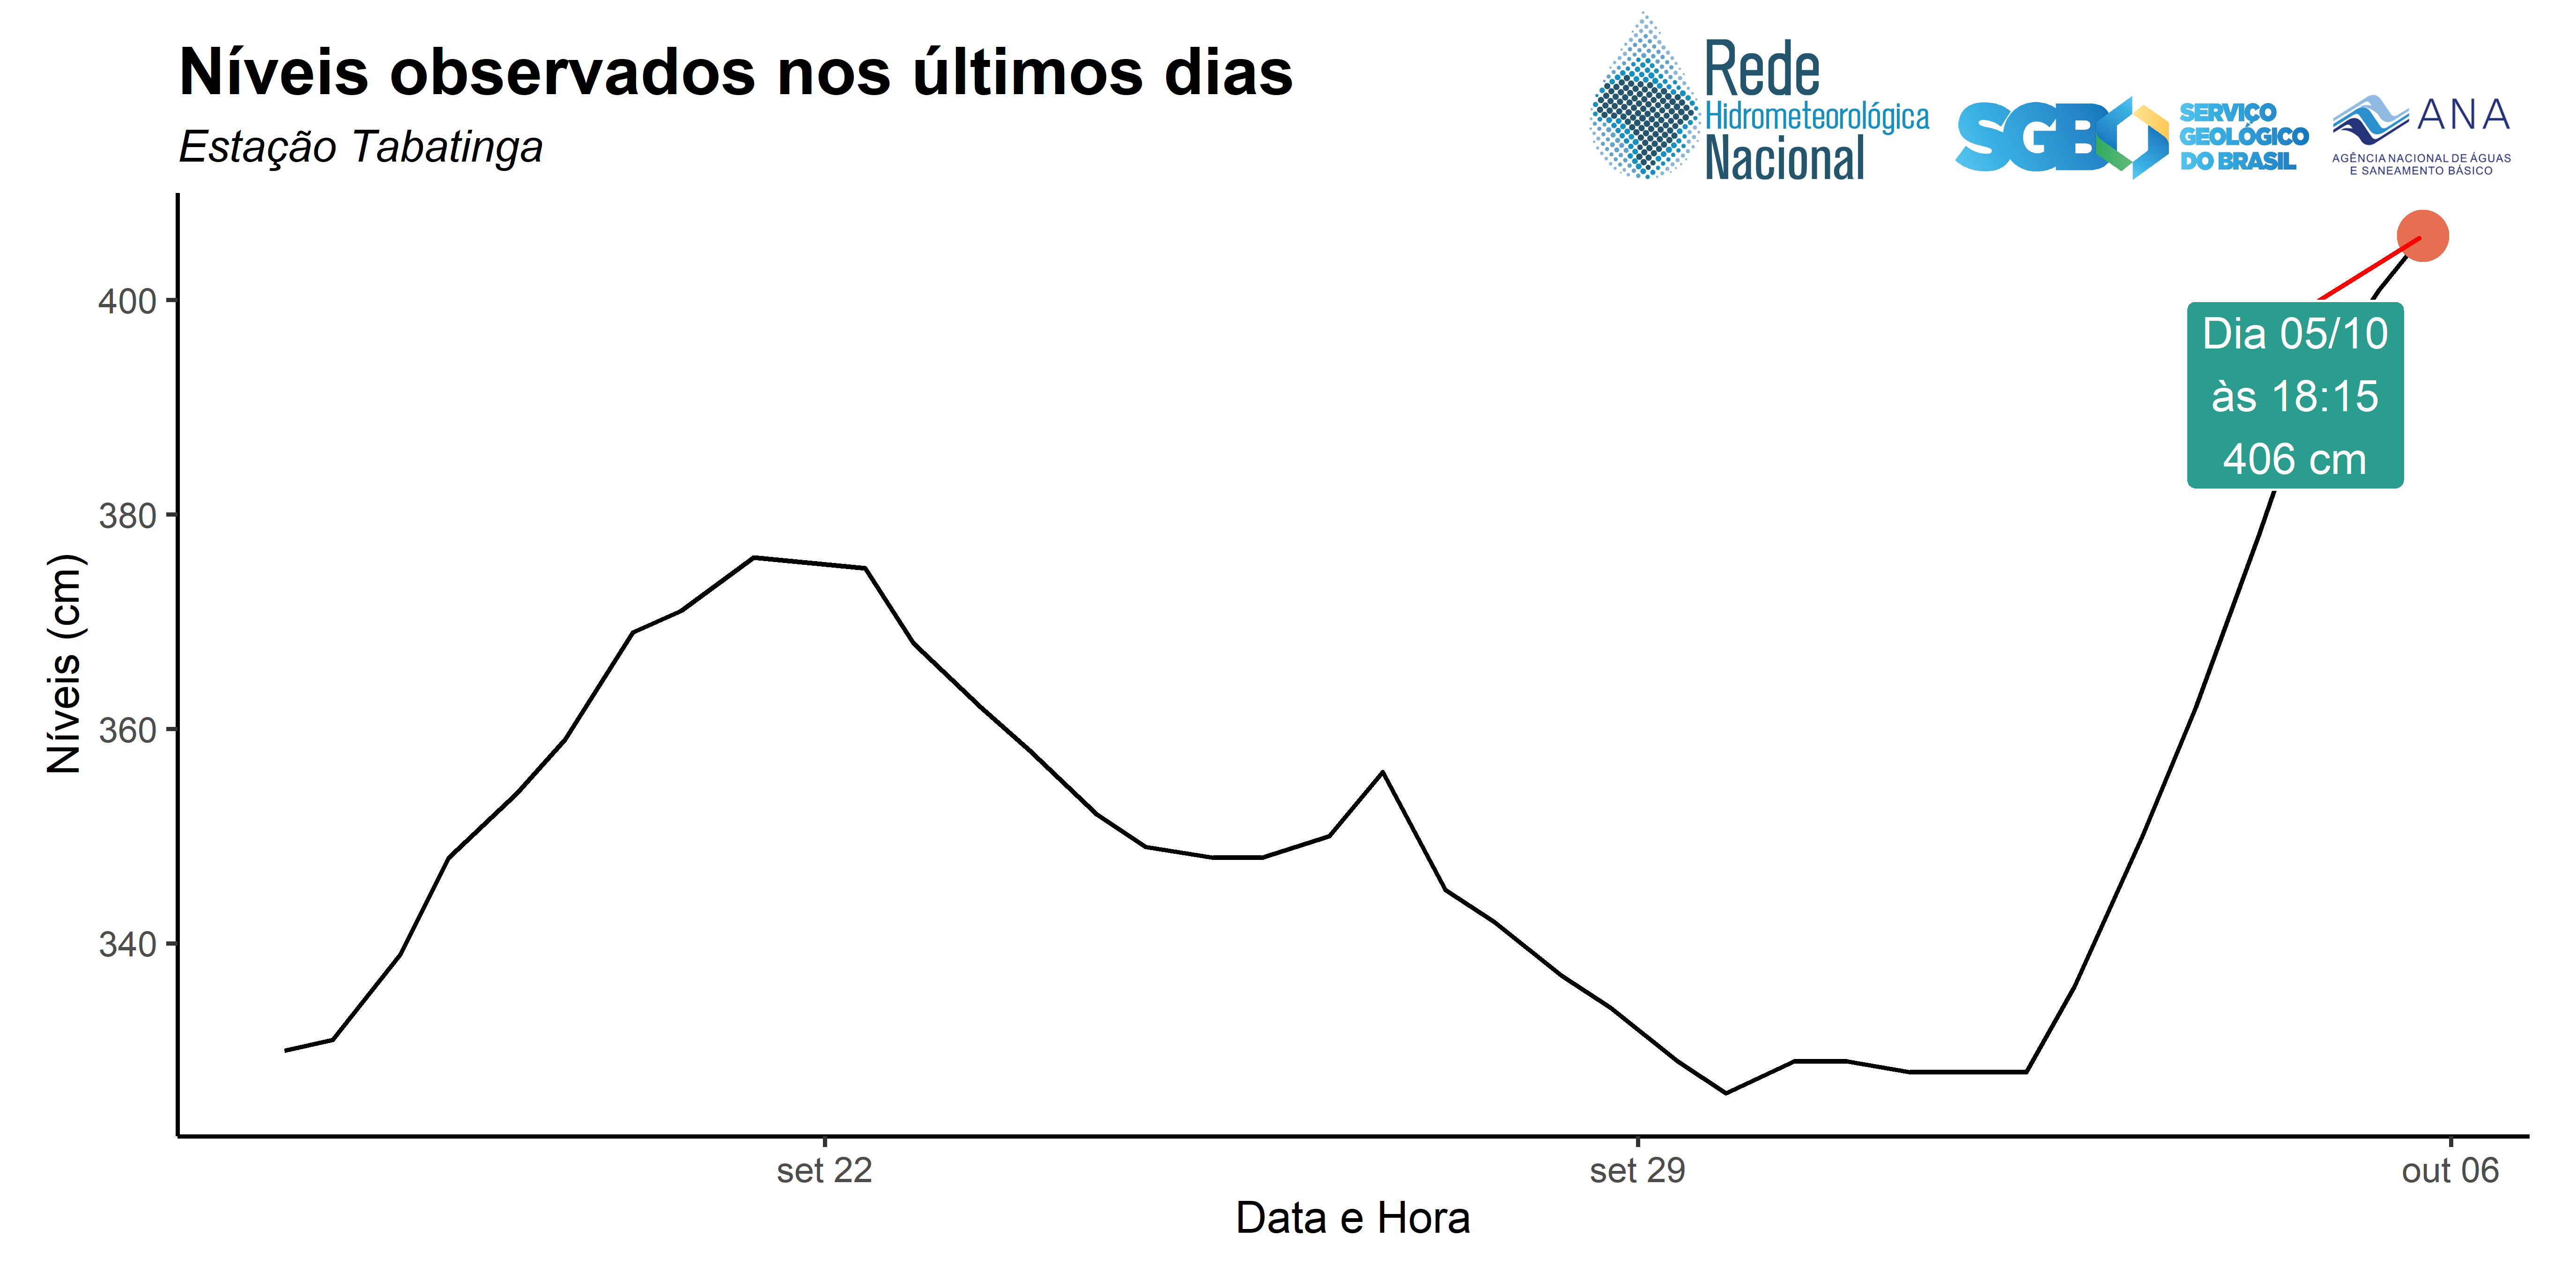 Níveis observados nos últimos dias
Estação Tabatinga
Rede
Hidrometeorológica
Nacional
SGB
SERVIÇO
GEOLÓGICO
DO BRASIL
ANA
AGÊNCIA NACIONAL DE ÁGUAS
E SANEAMENTO BÁSICO
Níveis (cm)
400
380
360
340
Dia 05/10
às 18:15
406 cm
set 22
set 29
out 06
Data e Hora